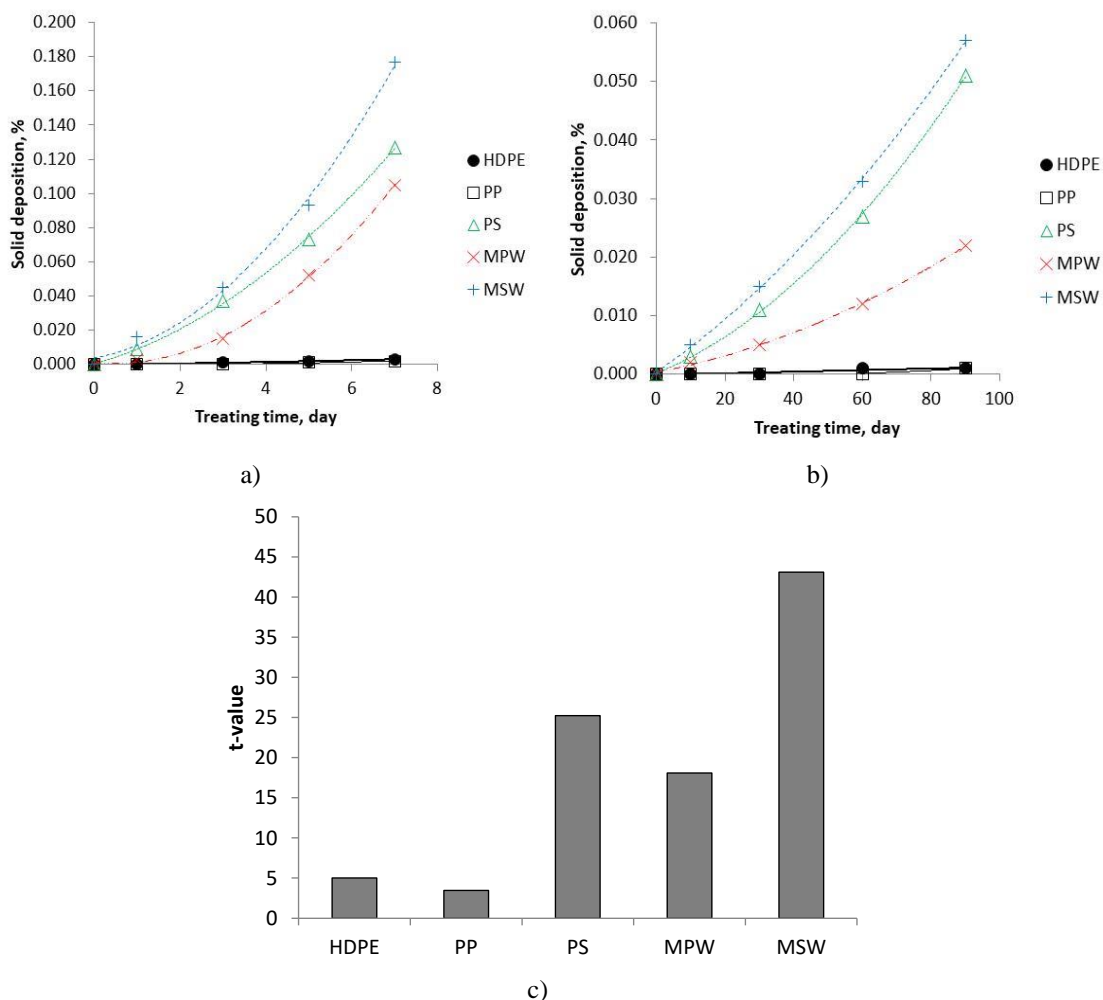 0.200
0.180
0.160
0.140
0.120
0.100
0.080
0.060
0.040
0.020
0.000
Solid deposition, %
0 2 4 6 8
Treating time, day
HDPE
PP
PS
MPW
MSW
a)
0.060
0.050
0.040
0.030
0.020
0.010
0.000
Solid deposition, %
0 20 40 60 80 100
Treating time, day
HDPE
PP
PS
MPW
MSW
b)
50
45
40
35
30
25
20
15
10
5
0
t-value
HDPE PP PS MPW MSW
c)